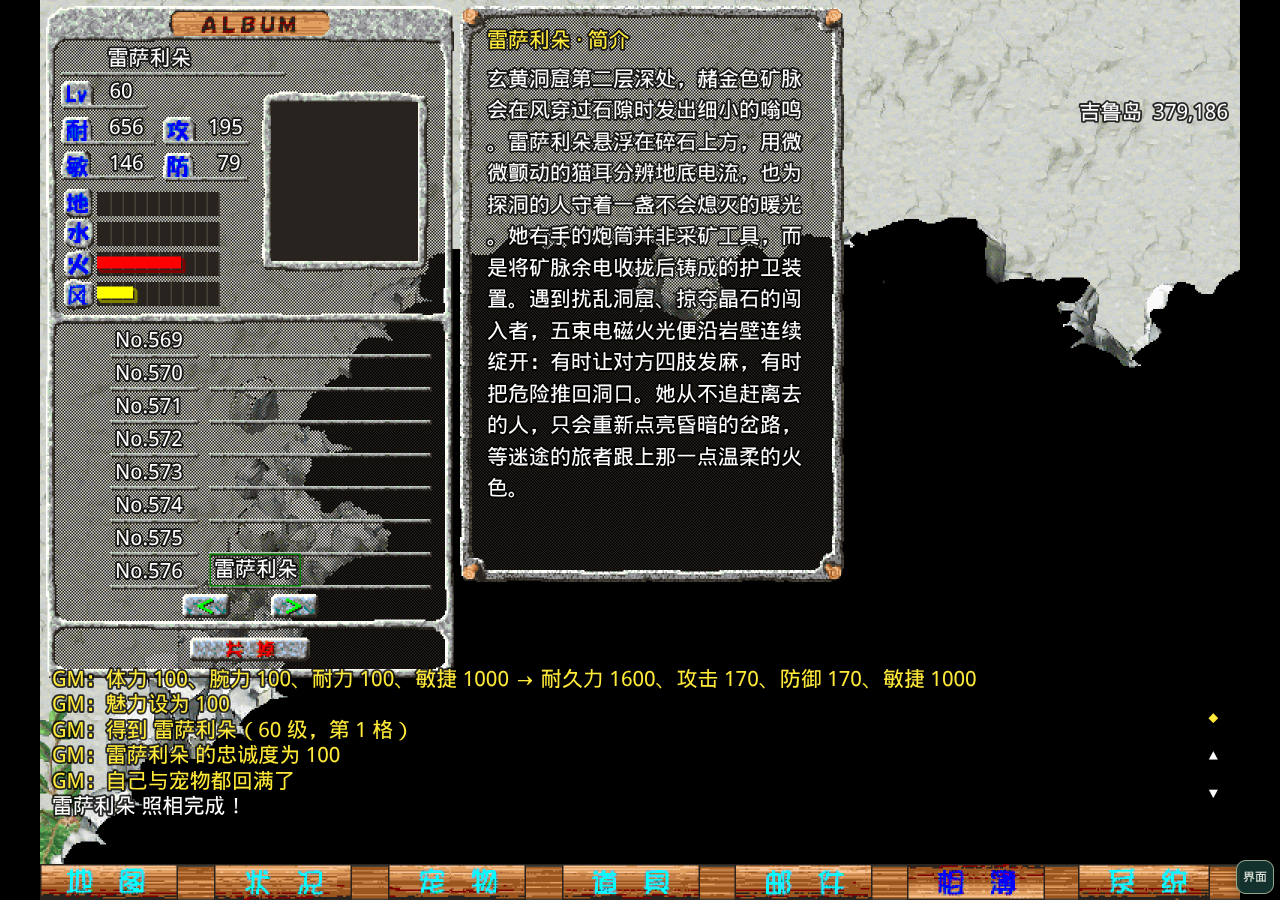 ALBUM
雷萨利朵
Lv 60
耐 656 攻 195
敏 146 防 79
地
水
火
风
No.569
No.570
No.571
No.572
No.573
No.574
No.575
No.576 雷萨利朵
< >
关 掉
雷萨利朵·简介
玄黄洞窟第二层深处，赭金色矿脉
会在风穿过石隙时发出细小的嗡鸣
。雷萨利朵悬浮在碎石上方，用微
微颤动的猫耳分辨地底电流，也为
探洞的人守着一盏不会熄灭的暖光
。她右手的炮筒并非采矿工具，而
是将矿脉余电收拢后铸成的护卫装
置。遇到扰乱洞窟、掠夺晶石的闯
入者，五束电磁火光便沿岩壁连续
绽开：有时让对方四肢发麻，有时
把危险推回洞口。她从不追赶离去
的人，只会重新点亮昏暗的岔路，
等迷途的旅者跟上那一点温柔的火
色。
吉鲁岛 379,186
GM：体力 100、腕力 100、耐力 100、敏捷 1000 → 耐久力 1600、攻击 170、防御 170、敏捷 1000
GM：魅力设为 100
GM：得到 雷萨利朵（60 级，第 1 格）
GM：雷萨利朵 的忠诚度为 100
GM：自己与宠物都回满了
雷萨利朵 照相完成！
地 图 状 况 宠 物 道 具 邮 件 相 簿 系 统
界面